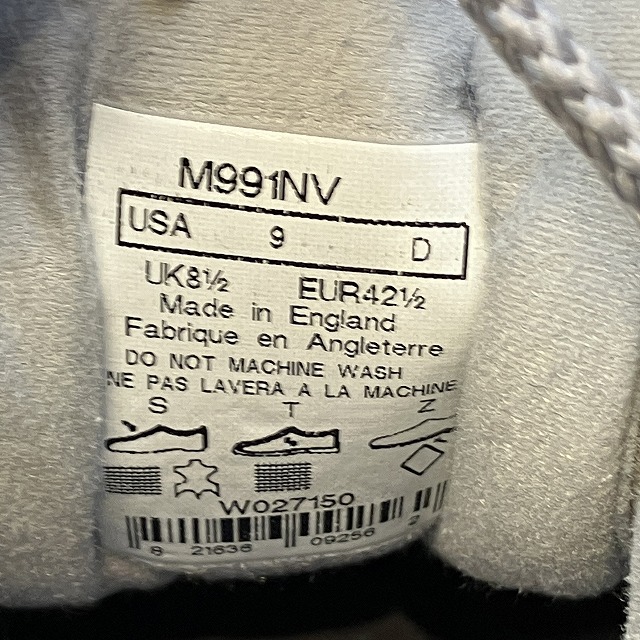 M991NV
USA 9 D
UK8½ EUR42½
Made in England
Fabrique en Angleterre
DO NOT MACHINE WASH
NE PAS LAVERA A LA MACHINE
S T Z
W027150
8 21636 09256 2